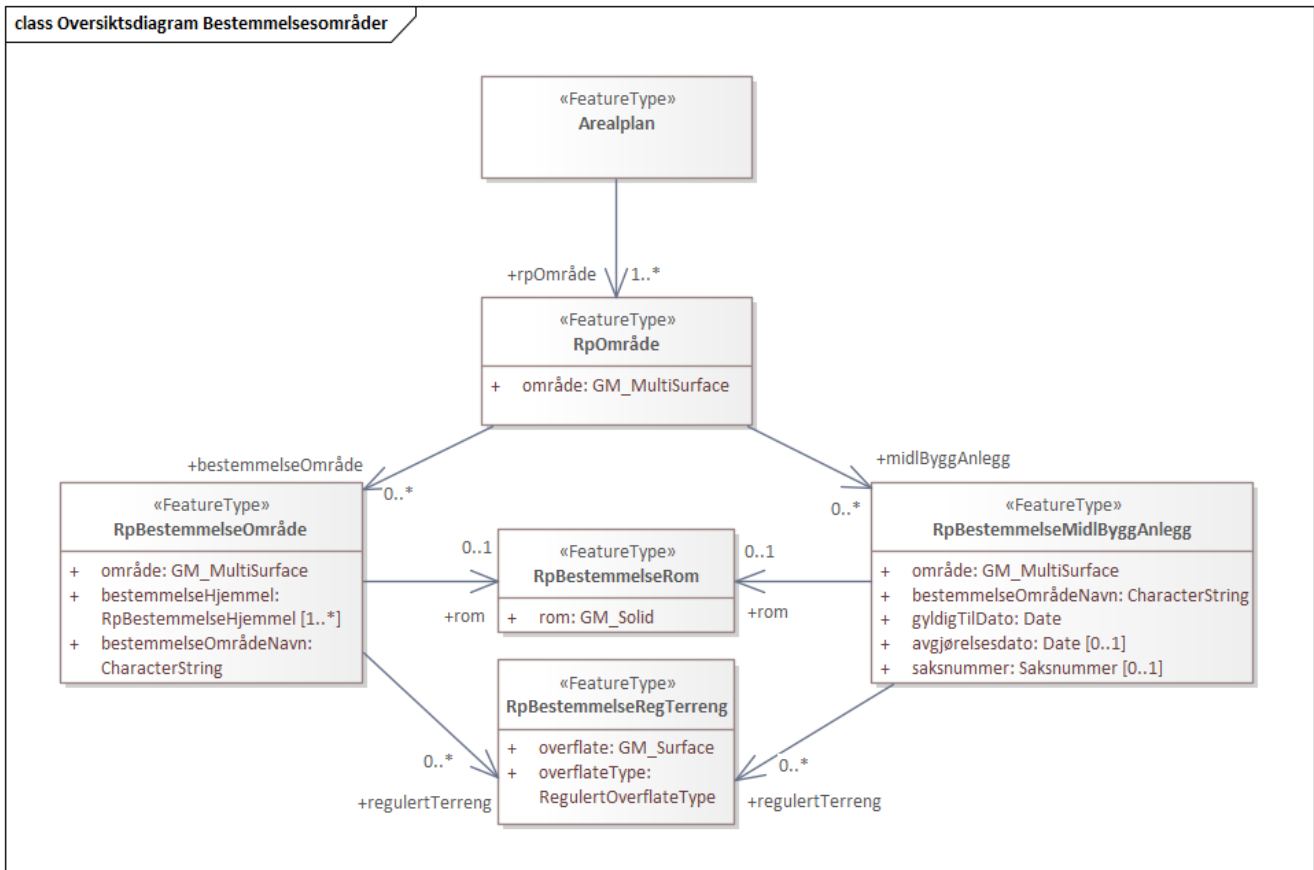 class Oversiktsdiagram Bestemmelsesområder
«FeatureType»
Arealplan
+rpOmråde
1..*
«FeatureType»
RpOmråde
+ område: GM_MultiSurface
+bestemmelseOmråde
0..*
+midlByggAnlegg
0..*
«FeatureType»
RpBestemmelseOmråde
+ område: GM_MultiSurface
+ bestemmelseHjemmel:
RpBestemmelseHjemmel [1..*]
+ bestemmelseOmrådeNavn:
CharacterString
0..1
+rom
«FeatureType»
RpBestemmelseRom
+ rom: GM_Solid
0..1
+rom
«FeatureType»
RpBestemmelseMidlByggAnlegg
+ område: GM_MultiSurface
+ bestemmelseOmrådeNavn: CharacterString
+ gyldigTilDato: Date
+ avgjørelsesdato: Date [0..1]
+ saksnummer: Saksnummer [0..1]
0..*
+regulertTerreng
«FeatureType»
RpBestemmelseRegTerreng
+ overflate: GM_Surface
+ overflateType:
RegulertOverflateType
0..*
+regulertTerreng